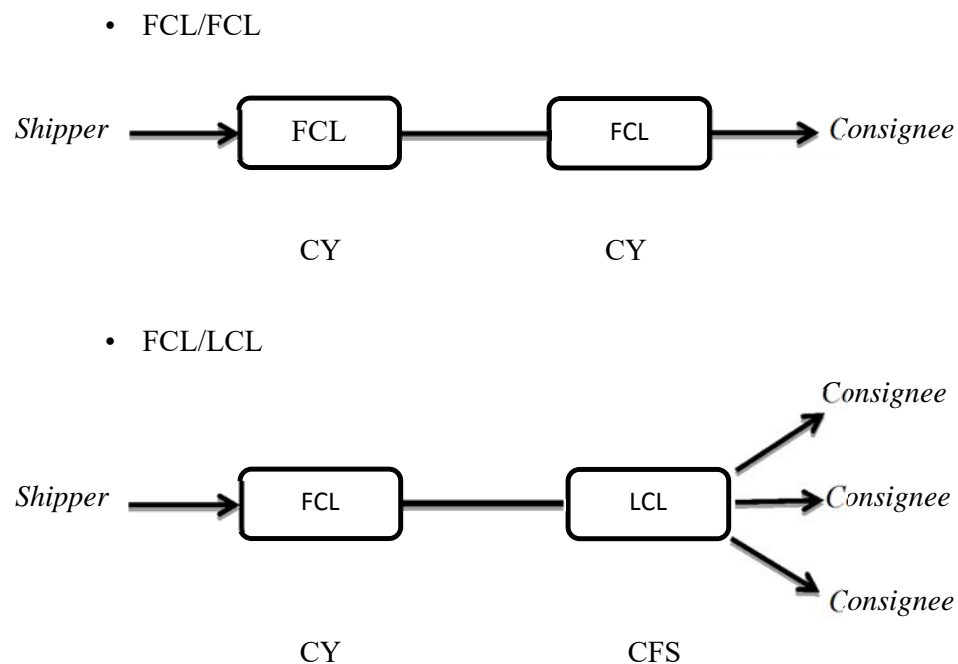 • FCL/FCL
Shipper FCL FCL Consignee
CY CY
• FCL/LCL
Consignee
Shipper FCL LCL Consignee
Consignee
CY CFS